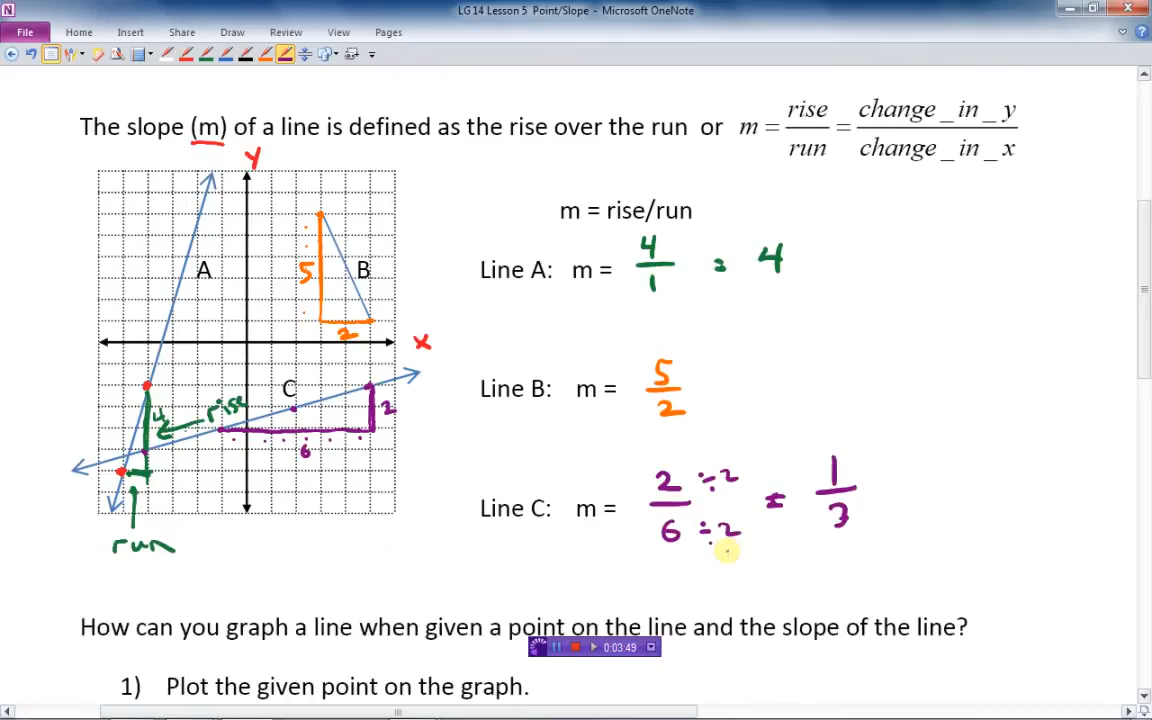 LG 14 Lesson 5 Point/Slope - Microsoft OneNote
File Home Insert Share Draw Review View Pages
The slope (m) of a line is defined as the rise over the run or m = rise/run = change_in_y/change_in_x
y
m = rise/run
A
B
5
2
x
Line A: m = 4/1 = 4
C
Line B: m = 5/2
4
rise
2
6
Line C: m = 2/6 ÷2/÷2 = 1/3
run
How can you graph a line when given a point on the line and the slope of the line?
0:03:49
1) Plot the given point on the graph.